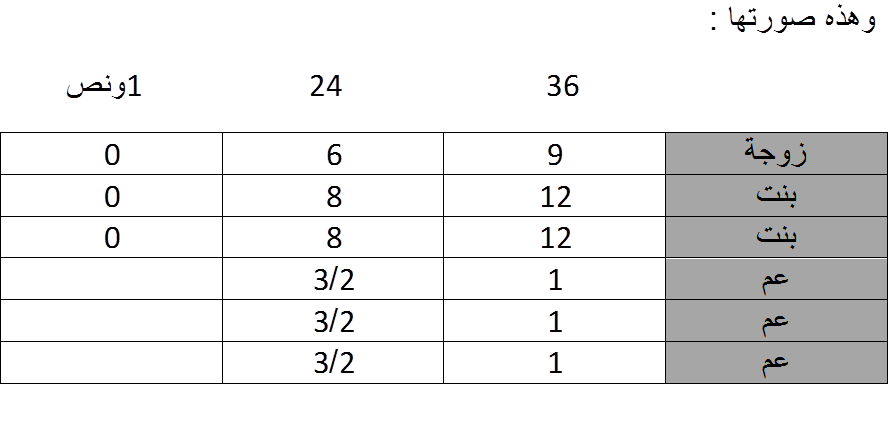 وهذه صورتها :
36 24 1ونص
زوجة 9 6 0
بنت 12 8 0
بنت 12 8 0
عم 1 3/2
عم 1 3/2
عم 1 3/2